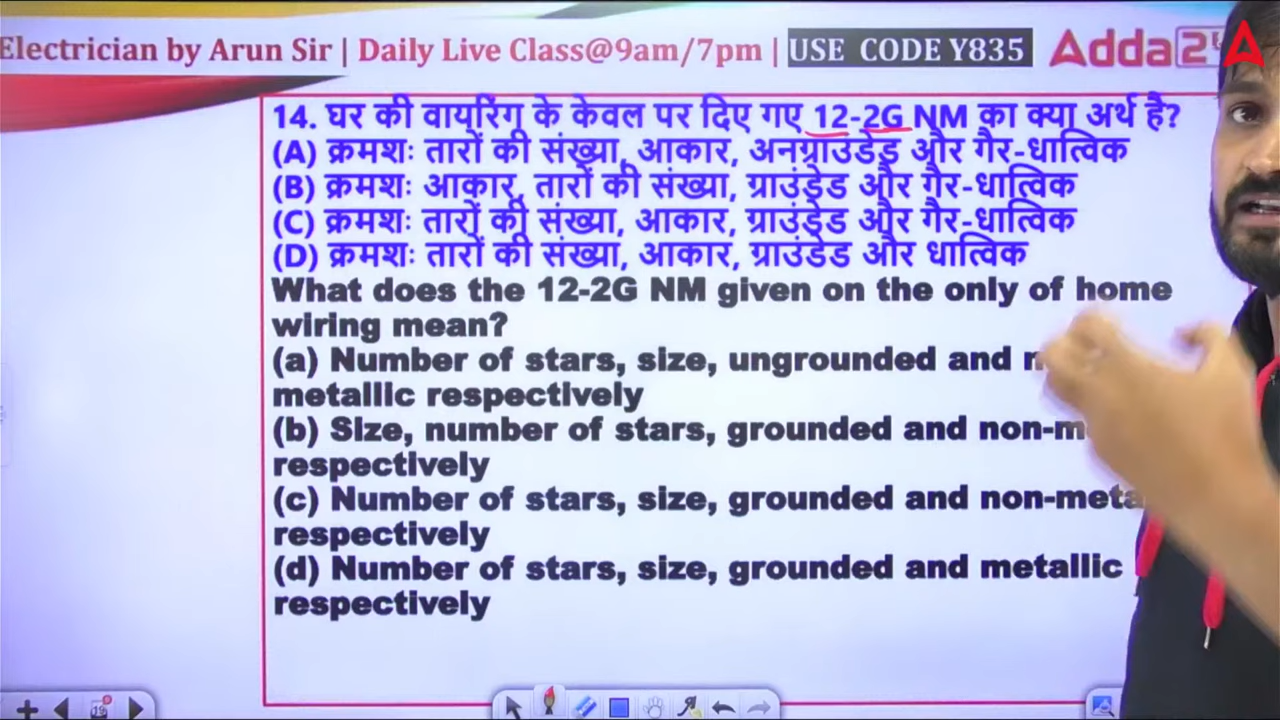 Electrician by Arun Sir | Daily Live Class@9am/7pm | USE CODE Y835 Adda2
14. घर की वायरिंग के केवल पर दिए गए 12-2G NM का क्या अर्थ है?
(A) क्रमशः तारों की संख्या, आकार, अनग्राउंडेड और गैर-धात्विक
(B) क्रमशः आकार, तारों की संख्या, ग्राउंडेड और गैर-धात्विक
(C) क्रमशः तारों की संख्या, आकार, ग्राउंडेड और गैर-धात्विक
(D) क्रमशः तारों की संख्या, आकार, ग्राउंडेड और धात्विक
What does the 12-2G NM given on the only of home
wiring mean?
(a) Number of stars, size, ungrounded and
metallic respectively
(b) Size, number of stars, grounded and
respectively
(c) Number of stars, size, grounded and
respectively
(d) Number of stars, size, grounded and metallic
respectively
19